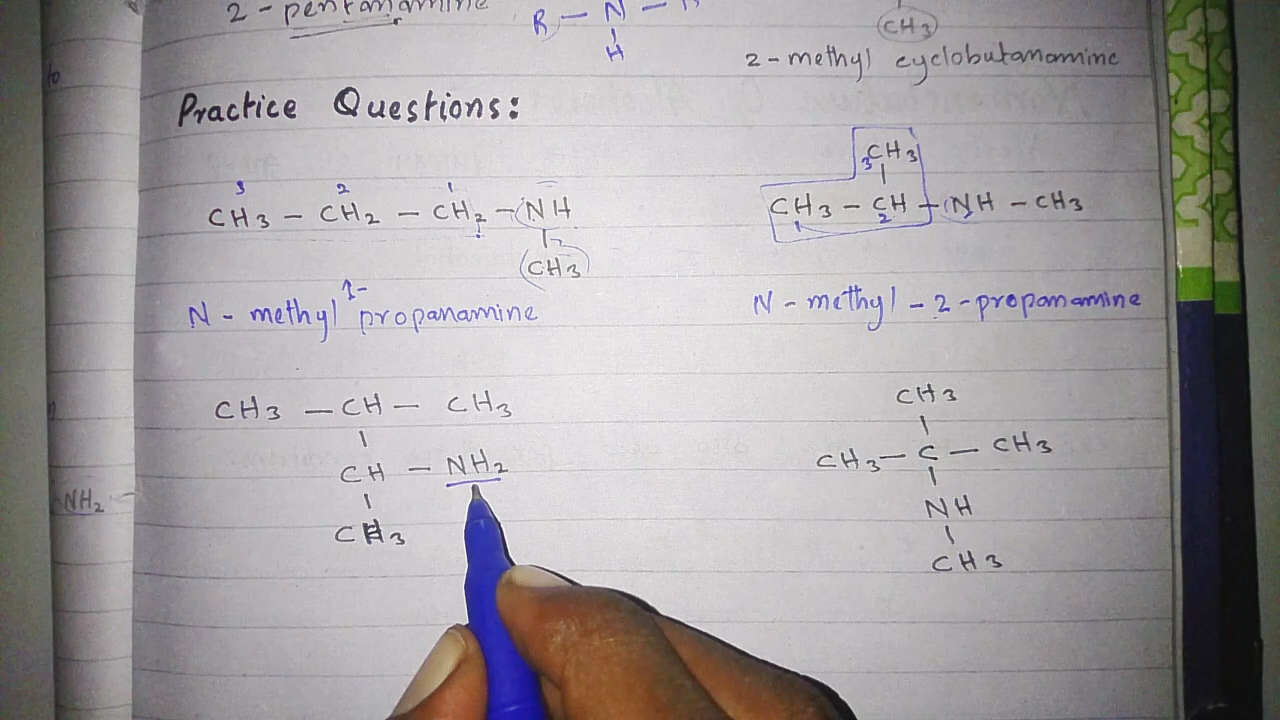 2-pentanamine
R — N —
H
CH3
2-methyl cyclobutanamine
Practice Questions:
3 2 1
CH3 — CH2 — CH2 — NH
CH3
N - methyl 1- propanamine
3CH3
CH3 — CH — NH — CH3
1 2
N - methyl - 2 - propanamine
CH3 — CH — CH3
CH — NH2
CH3
CH3
CH3 — C — CH3
NH
CH3
NH2